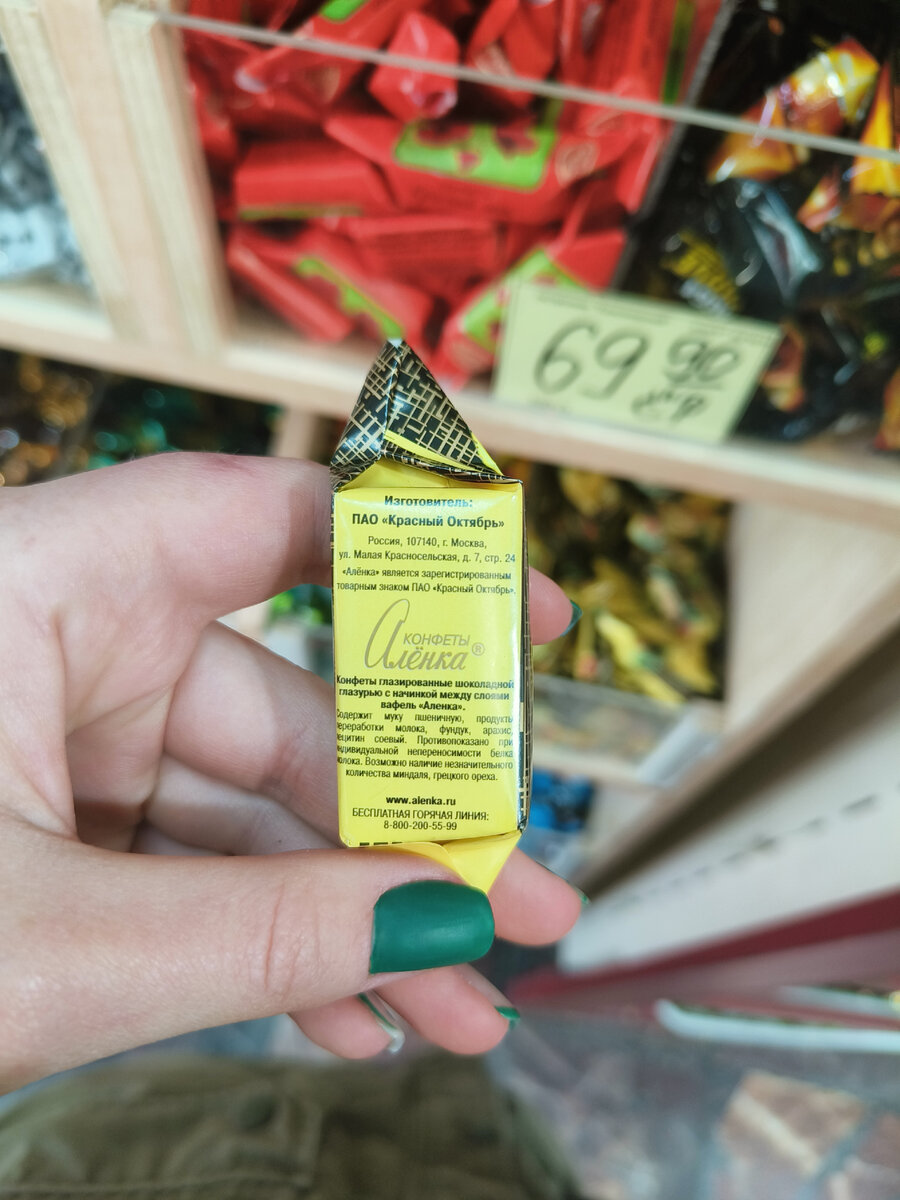 69 90
Изготовитель:
ПАО «Красный Октябрь»
Россия, 107140, г. Москва,
ул. Малая Красносельская, д. 7, стр. 24
«Алёнка» является зарегистрированным
товарным знаком ПАО «Красный Октябрь».
КОНФЕТЫ
Алёнка®
Конфеты глазированные шоколадной
глазурью с начинкой между слоями
вафель «Аленка».
Содержит муку пшеничную, продукты
переработки молока, фундук, арахис,
лецитин соевый. Противопоказано при
индивидуальной непереносимости белка
молока. Возможно наличие незначительного
количества миндаля, грецкого ореха.
www.alenka.ru
БЕСПЛАТНАЯ ГОРЯЧАЯ ЛИНИЯ:
8-800-200-55-99